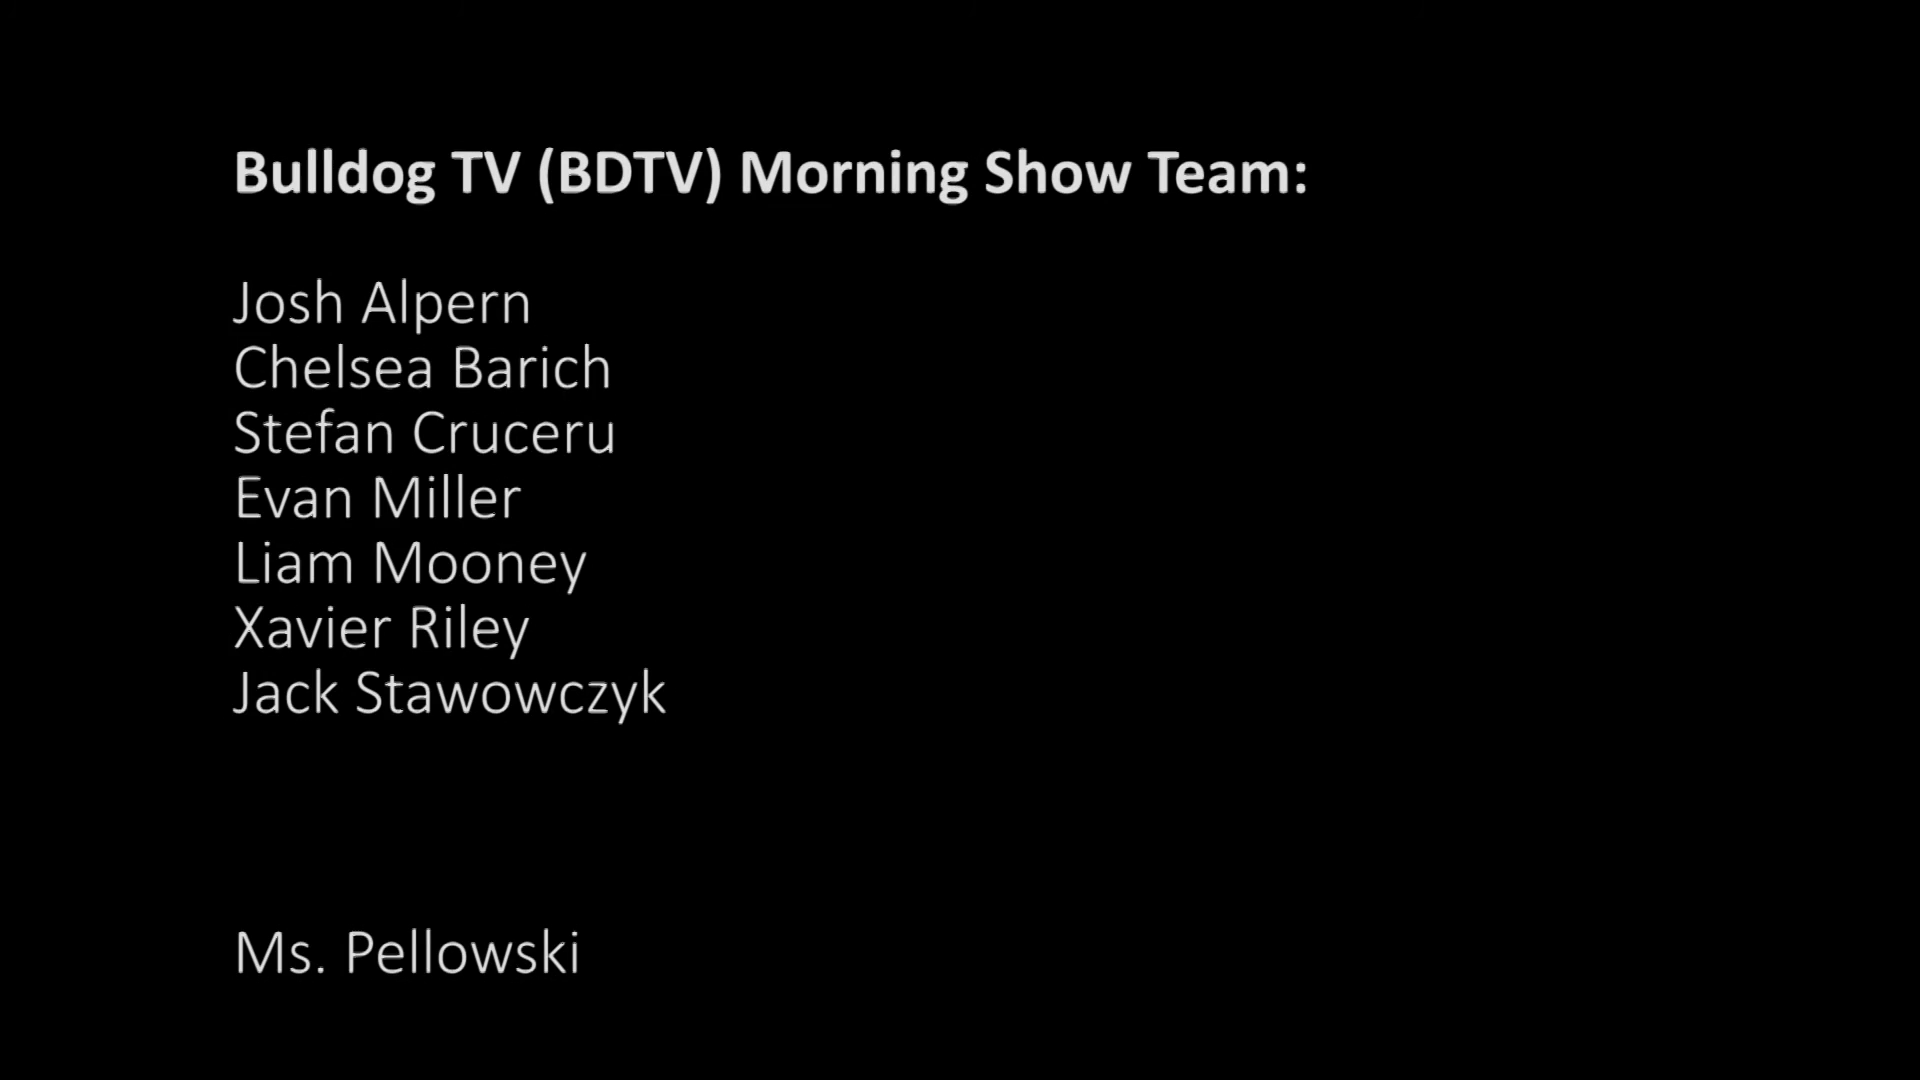 Bulldog TV (BDTV) Morning Show Team:
Josh Alpern
Chelsea Barich
Stefan Cruceru
Evan Miller
Liam Mooney
Xavier Riley
Jack Stawowczyk
Ms. Pellowski